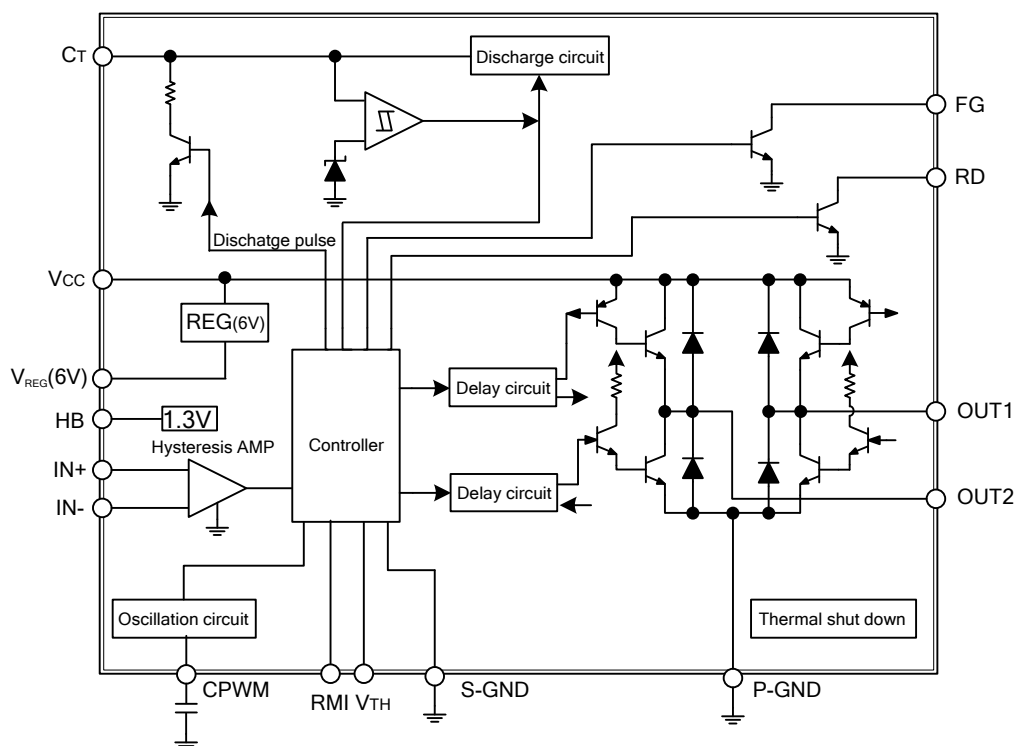 CT
Discharge circuit
FG
RD
Dischatge pulse
VCC
REG(6V)
VREG(6V)
HB
1.3V
Hysteresis AMP
IN+
IN-
Controller
Delay circuit
Delay circuit
OUT1
OUT2
Oscillation circuit
Thermal shut down
CPWM
RMI VTH
S-GND
P-GND